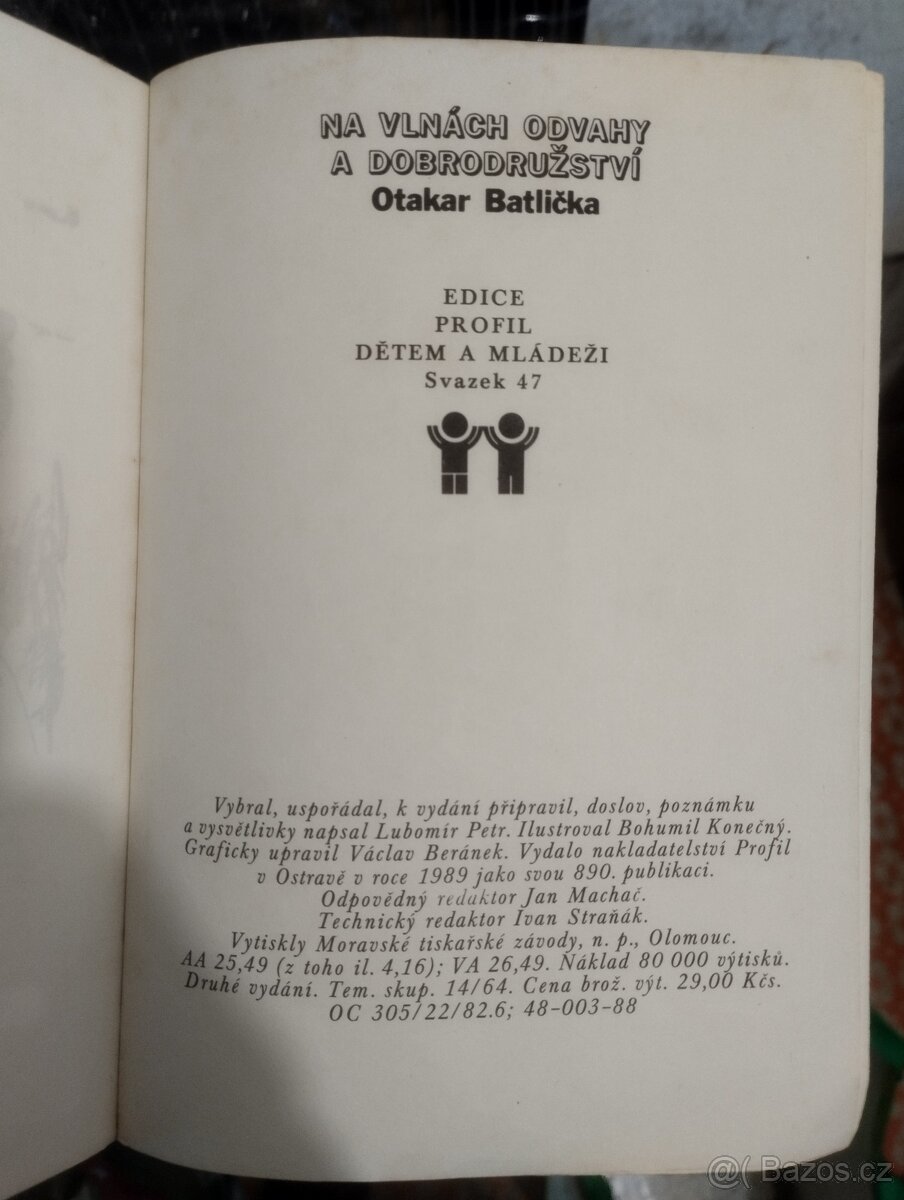 NA VLNÁCH ODVAHY
A DOBRODRUŽSTVÍ
Otakar Batlička
EDICE
PROFIL
DĚTEM A MLÁDEŽI
Svazek 47
Vybral, uspořádal, k vydání připravil, doslov, poznámku
a vysvětlivky napsal Lubomír Petr. Ilustroval Bohumil Konečný.
Graficky upravil Václav Beránek. Vydalo nakladatelství Profil
v Ostravě v roce 1989 jako svou 890. publikaci.
Odpovědný redaktor Jan Machač.
Technický redaktor Ivan Straňák.
Vytiskly Moravské tiskařské závody, n. p., Olomouc.
AA 25,49 (z toho il. 4,16); VA 26,49. Náklad 80 000 výtisků.
Druhé vydání. Tem. skup. 14/64. Cena brož. výt. 29,00 Kčs.
OC 305/22/82.6; 48-003-88
@( Bazos.cz